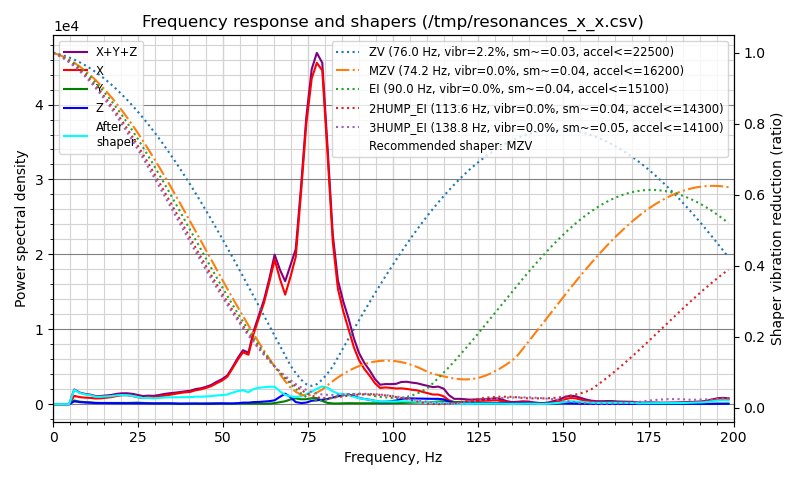 Frequency response and shapers (/tmp/resonances_x_x.csv)
1e4
X+Y+Z
X
Y
Z
After
shaper
ZV (76.0 Hz, vibr=2.2%, sm~=0.03, accel<=22500)
MZV (74.2 Hz, vibr=0.0%, sm~=0.04, accel<=16200)
EI (90.0 Hz, vibr=0.0%, sm~=0.04, accel<=15100)
2HUMP_EI (113.6 Hz, vibr=0.0%, sm~=0.04, accel<=14300)
3HUMP_EI (138.8 Hz, vibr=0.0%, sm~=0.05, accel<=14100)
Recommended shaper: MZV
Power spectral density
4
3
2
1
0
1.0
0.8
0.6
0.4
0.2
0.0
Shaper vibration reduction (ratio)
0 25 50 75 100 125 150 175 200
Frequency, Hz